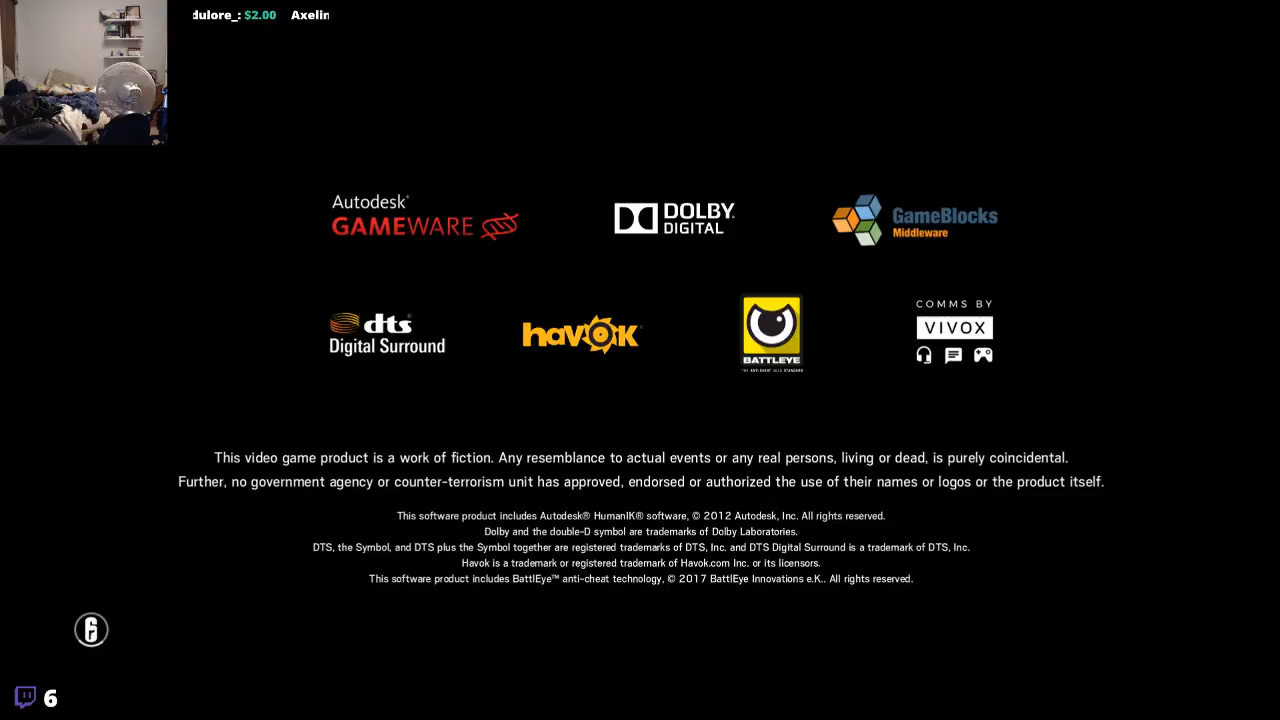 dulore_: $2.00 Axelin
Autodesk®
GAMEWARE
DOLBY
DIGITAL
GameBlocks
Middleware
dts
Digital Surround
havok
BATTLEYE
THE ANTI-CHEAT GOLD STANDARD
COMMS BY
VIVOX
This video game product is a work of fiction. Any resemblance to actual events or any real persons, living or dead, is purely coincidental.
Further, no government agency or counter-terrorism unit has approved, endorsed or authorized the use of their names or logos or the product itself.
This software product includes Autodesk® HumanIK® software, © 2012 Autodesk, Inc. All rights reserved.
Dolby and the double-D symbol are trademarks of Dolby Laboratories.
DTS, the Symbol, and DTS plus the Symbol together are registered trademarks of DTS, Inc. and DTS Digital Surround is a trademark of DTS, Inc.
Havok is a trademark or registered trademark of Havok.com Inc. or its licensors.
This software product includes BattlEye™ anti-cheat technology, © 2017 BattlEye Innovations e.K.. All rights reserved.
6
6